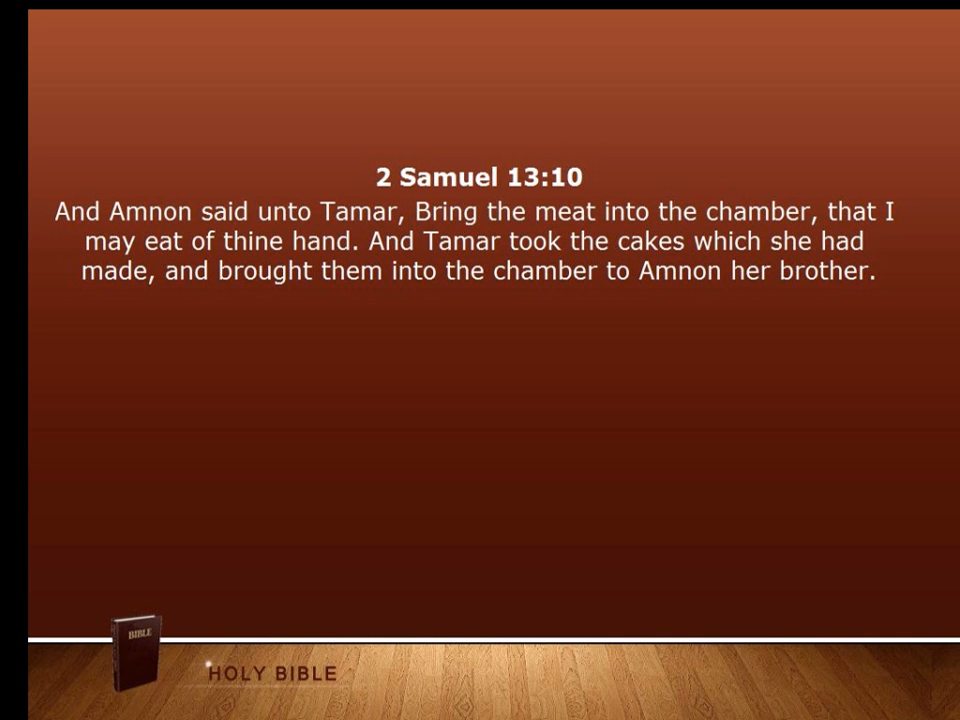 2 Samuel 13:10
And Amnon said unto Tamar, Bring the meat into the chamber, that I
may eat of thine hand. And Tamar took the cakes which she had
made, and brought them into the chamber to Amnon her brother.
BIBLE
HOLY BIBLE